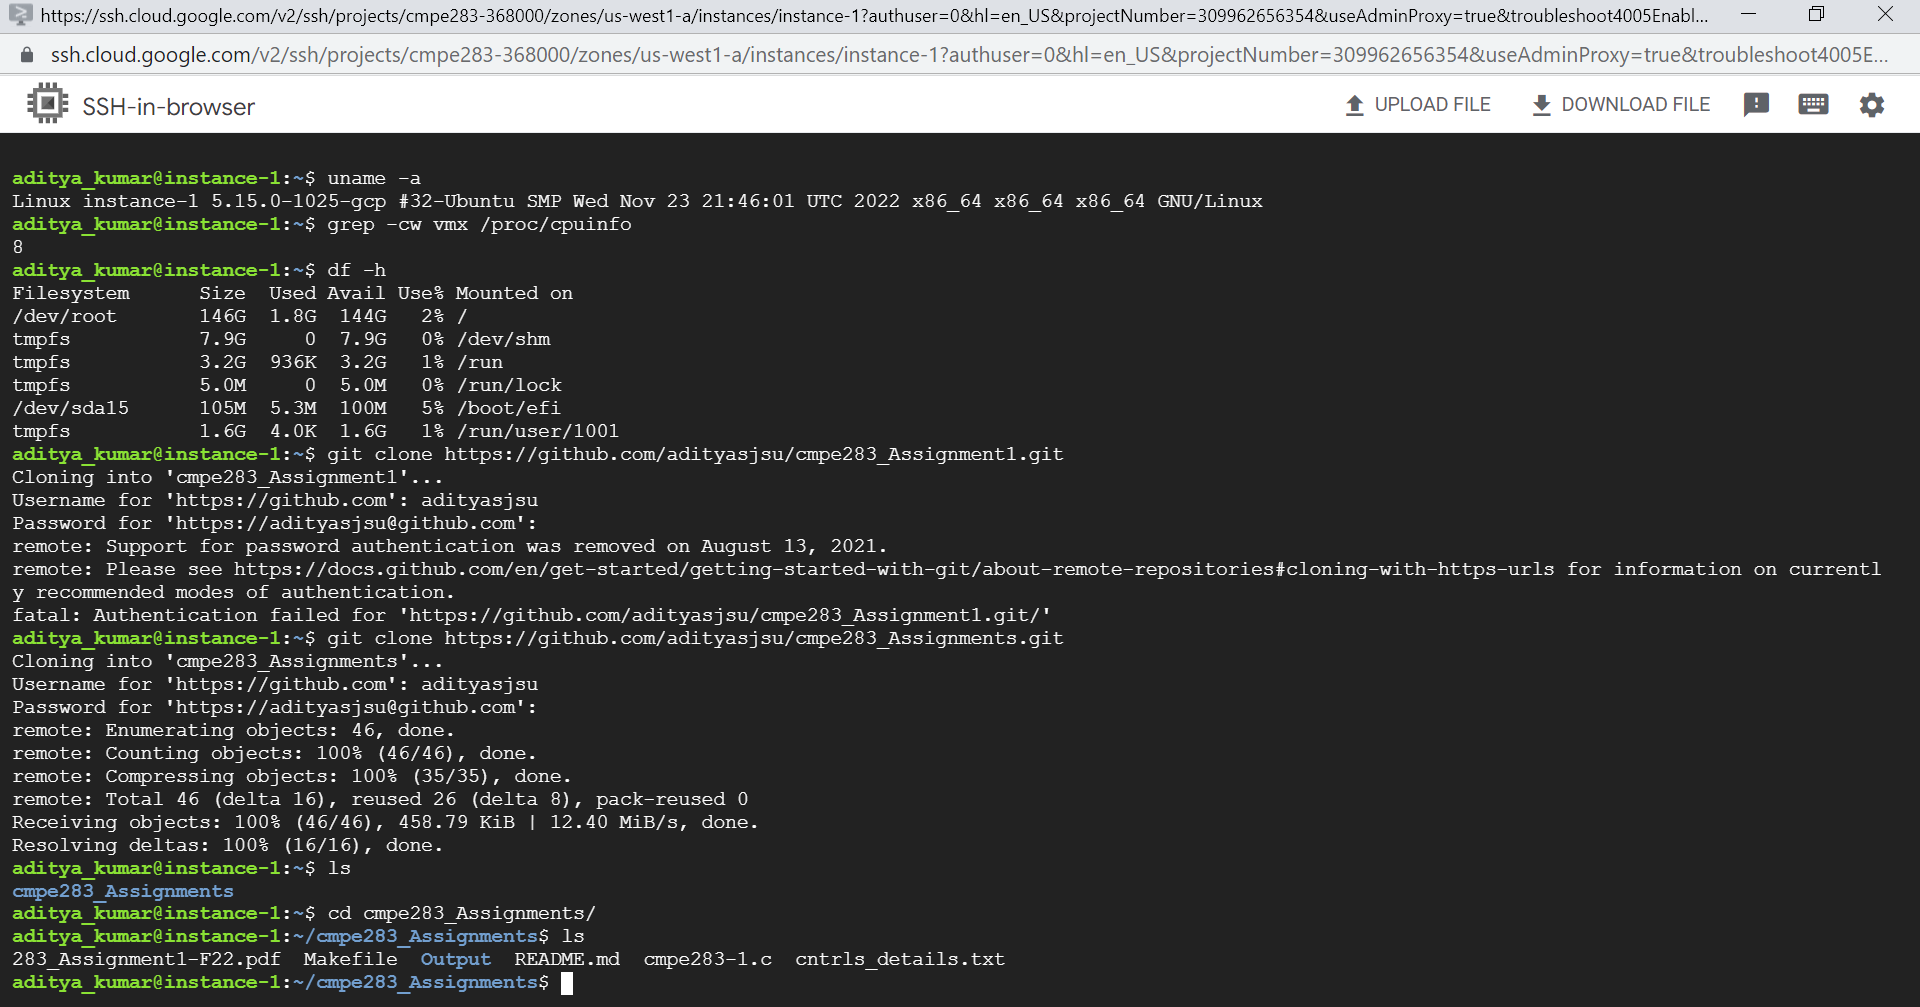 https://ssh.cloud.google.com/v2/ssh/projects/cmpe283-368000/zones/us-west1-a/instances/instance-1?authuser=0&hl=en_US&projectNumber=309962656354&useAdminProxy=true&troubleshoot4005Enabl...
ssh.cloud.google.com/v2/ssh/projects/cmpe283-368000/zones/us-west1-a/instances/instance-1?authuser=0&hl=en_US&projectNumber=309962656354&useAdminProxy=true&troubleshoot4005E...
SSH-in-browser UPLOAD FILE DOWNLOAD FILE
aditya_kumar@instance-1:~$ uname -a
Linux instance-1 5.15.0-1025-gcp #32-Ubuntu SMP Wed Nov 23 21:46:01 UTC 2022 x86_64 x86_64 x86_64 GNU/Linux
aditya_kumar@instance-1:~$ grep -cw vmx /proc/cpuinfo
8
aditya_kumar@instance-1:~$ df -h
Filesystem      Size  Used Avail Use% Mounted on
/dev/root       146G  1.8G  144G   2% /
tmpfs           7.9G     0  7.9G   0% /dev/shm
tmpfs           3.2G  936K  3.2G   1% /run
tmpfs           5.0M     0  5.0M   0% /run/lock
/dev/sda15      105M  5.3M  100M   5% /boot/efi
tmpfs           1.6G  4.0K  1.6G   1% /run/user/1001
aditya_kumar@instance-1:~$ git clone https://github.com/adityasjsu/cmpe283_Assignment1.git
Cloning into 'cmpe283_Assignment1'...
Username for 'https://github.com': adityasjsu
Password for 'https://adityasjsu@github.com':
remote: Support for password authentication was removed on August 13, 2021.
remote: Please see https://docs.github.com/en/get-started/getting-started-with-git/about-remote-repositories#cloning-with-https-urls for information on currentl
y recommended modes of authentication.
fatal: Authentication failed for 'https://github.com/adityasjsu/cmpe283_Assignment1.git/'
aditya_kumar@instance-1:~$ git clone https://github.com/adityasjsu/cmpe283_Assignments.git
Cloning into 'cmpe283_Assignments'...
Username for 'https://github.com': adityasjsu
Password for 'https://adityasjsu@github.com':
remote: Enumerating objects: 46, done.
remote: Counting objects: 100% (46/46), done.
remote: Compressing objects: 100% (35/35), done.
remote: Total 46 (delta 16), reused 26 (delta 8), pack-reused 0
Receiving objects: 100% (46/46), 458.79 KiB | 12.40 MiB/s, done.
Resolving deltas: 100% (16/16), done.
aditya_kumar@instance-1:~$ ls
cmpe283_Assignments
aditya_kumar@instance-1:~$ cd cmpe283_Assignments/
aditya_kumar@instance-1:~/cmpe283_Assignments$ ls
283_Assignment1-F22.pdf  Makefile  Output  README.md  cmpe283-1.c  cntrls_details.txt
aditya_kumar@instance-1:~/cmpe283_Assignments$